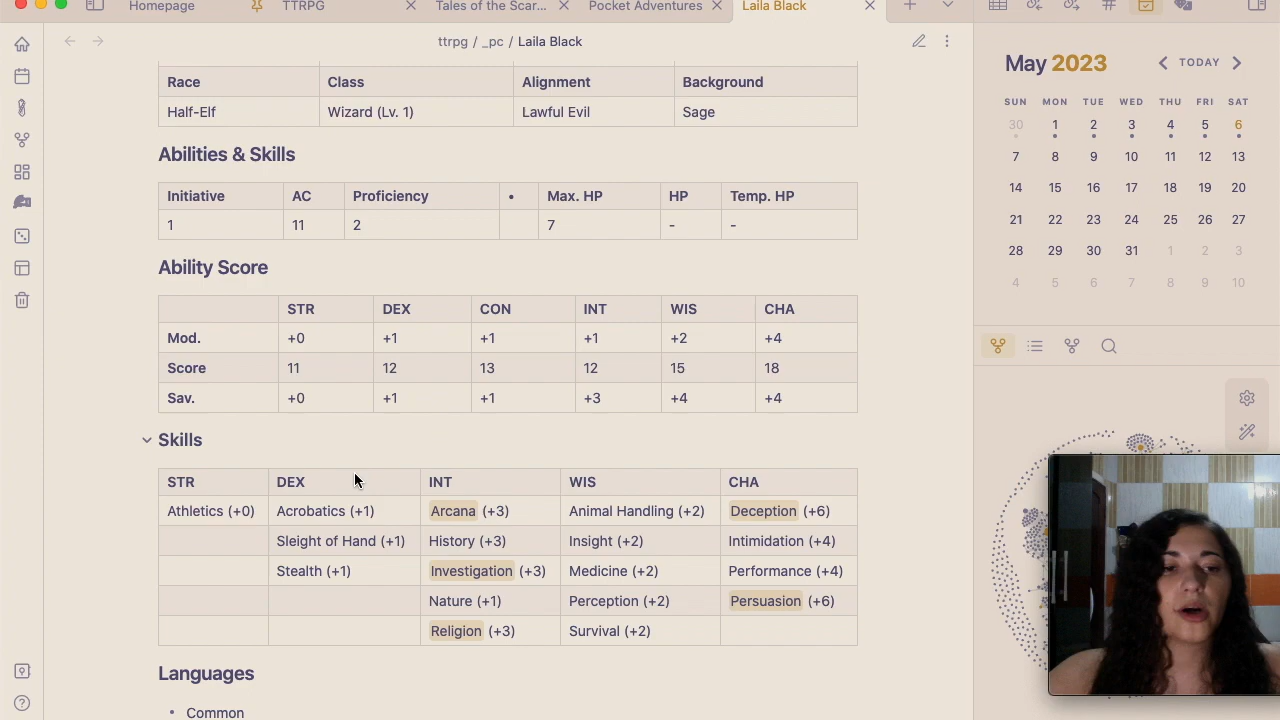 Homepage
TTRPG
Tales of the Scar...
Pocket Adventures
Laila Black
ttrpg / _pc / Laila Black
Race Class Alignment Background
Half-Elf Wizard (Lv. 1) Lawful Evil Sage
Abilities & Skills
Initiative AC Proficiency • Max. HP HP Temp. HP
1 11 2 7 - -
Ability Score
STR DEX CON INT WIS CHA
Mod. +0 +1 +1 +1 +2 +4
Score 11 12 13 12 15 18
Sav. +0 +1 +1 +3 +4 +4
Skills
STR DEX INT WIS CHA
Athletics (+0) Acrobatics (+1) Arcana (+3) Animal Handling (+2) Deception (+6)
Sleight of Hand (+1) History (+3) Insight (+2) Intimidation (+4)
Stealth (+1) Investigation (+3) Medicine (+2) Performance (+4)
Nature (+1) Perception (+2) Persuasion (+6)
Religion (+3) Survival (+2)
Languages
• Common
May 2023 TODAY
SUN MON TUE WED THU FRI SAT
30 1 2 3 4 5 6
7 8 9 10 11 12 13
14 15 16 17 18 19 20
21 22 23 24 25 26 27
28 29 30 31 1 2 3
4 5 6 7 8 9 10